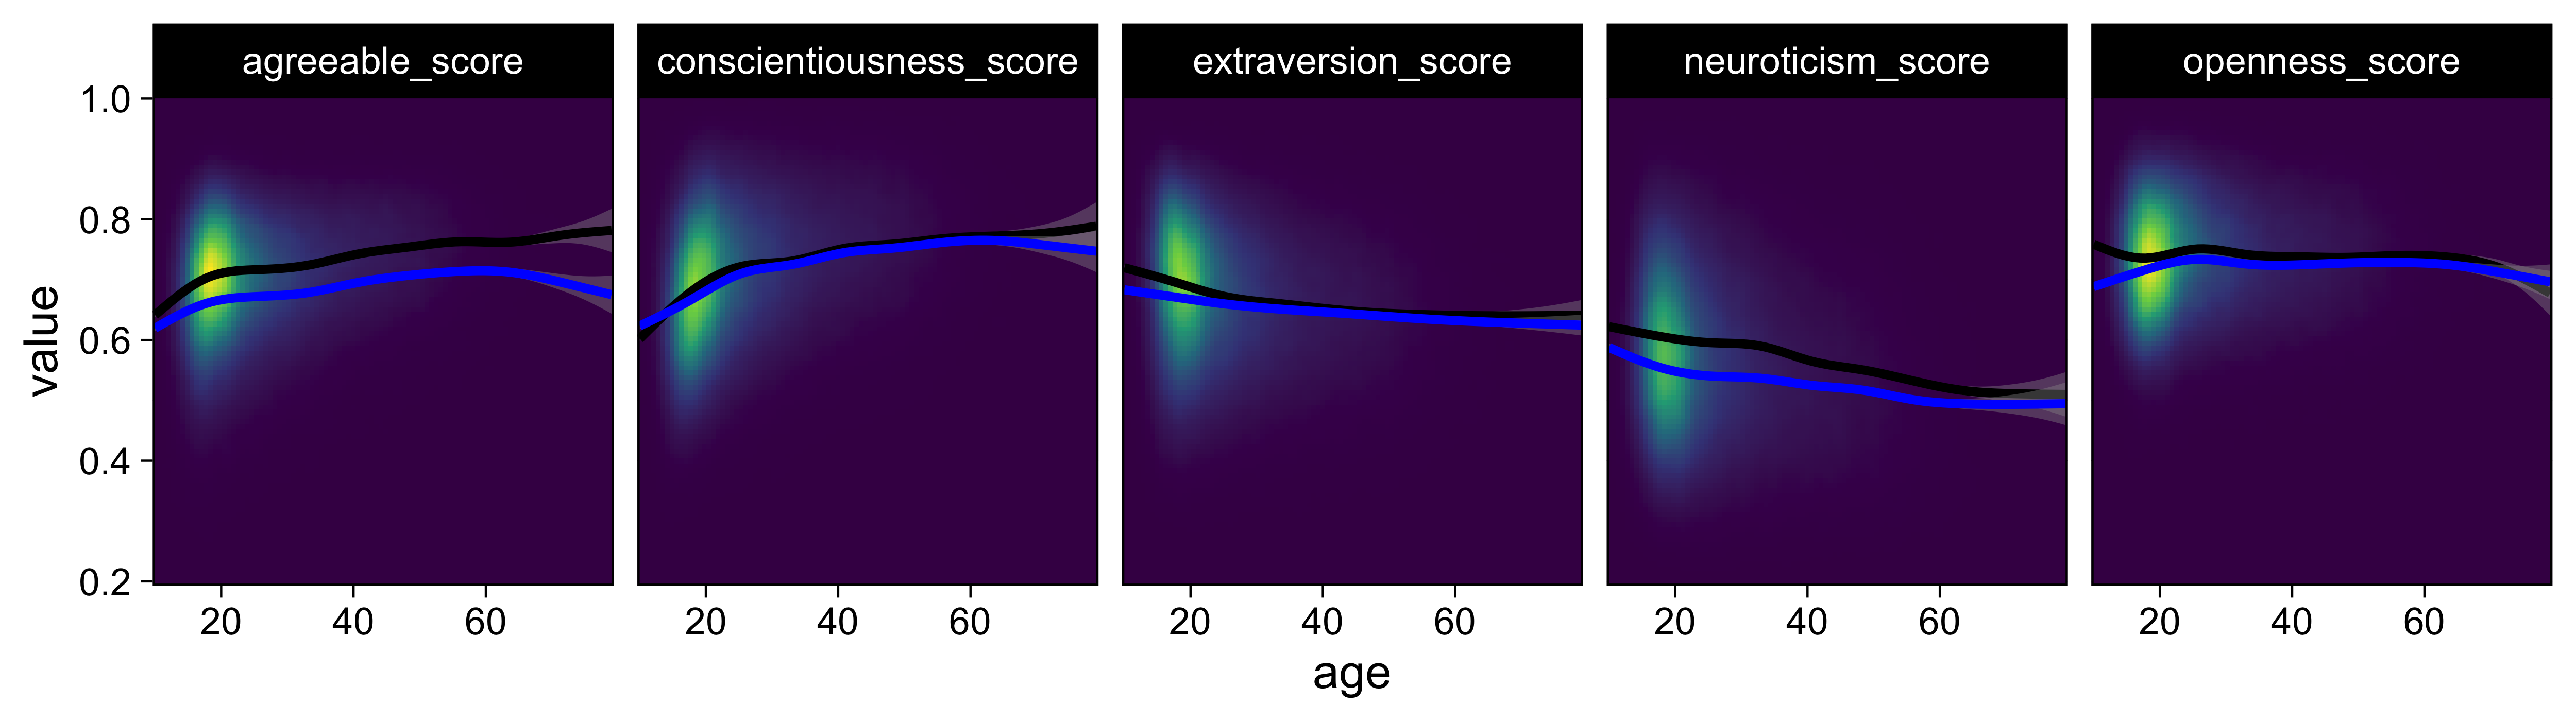 agreeable_score conscientiousness_score extraversion_score neuroticism_score openness_score
1.0
0.8
0.6
0.4
0.2
value
20 40 60 20 40 60 20 40 60 20 40 60 20 40 60
age